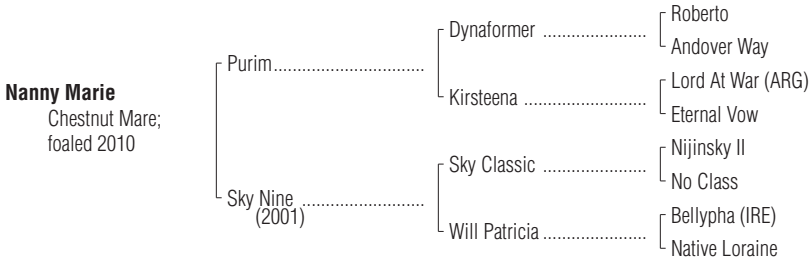 Nanny Marie
Chestnut Mare;
foaled 2010
Purim..............................
Sky Nine ........................
(2001)
Dynaformer .....................
Kirsteena ........................
Sky Classic .....................
Will Patricia .....................
Roberto
Andover Way
Lord At War (ARG)
Eternal Vow
Nijinsky II
No Class
Bellypha (IRE)
Native Loraine